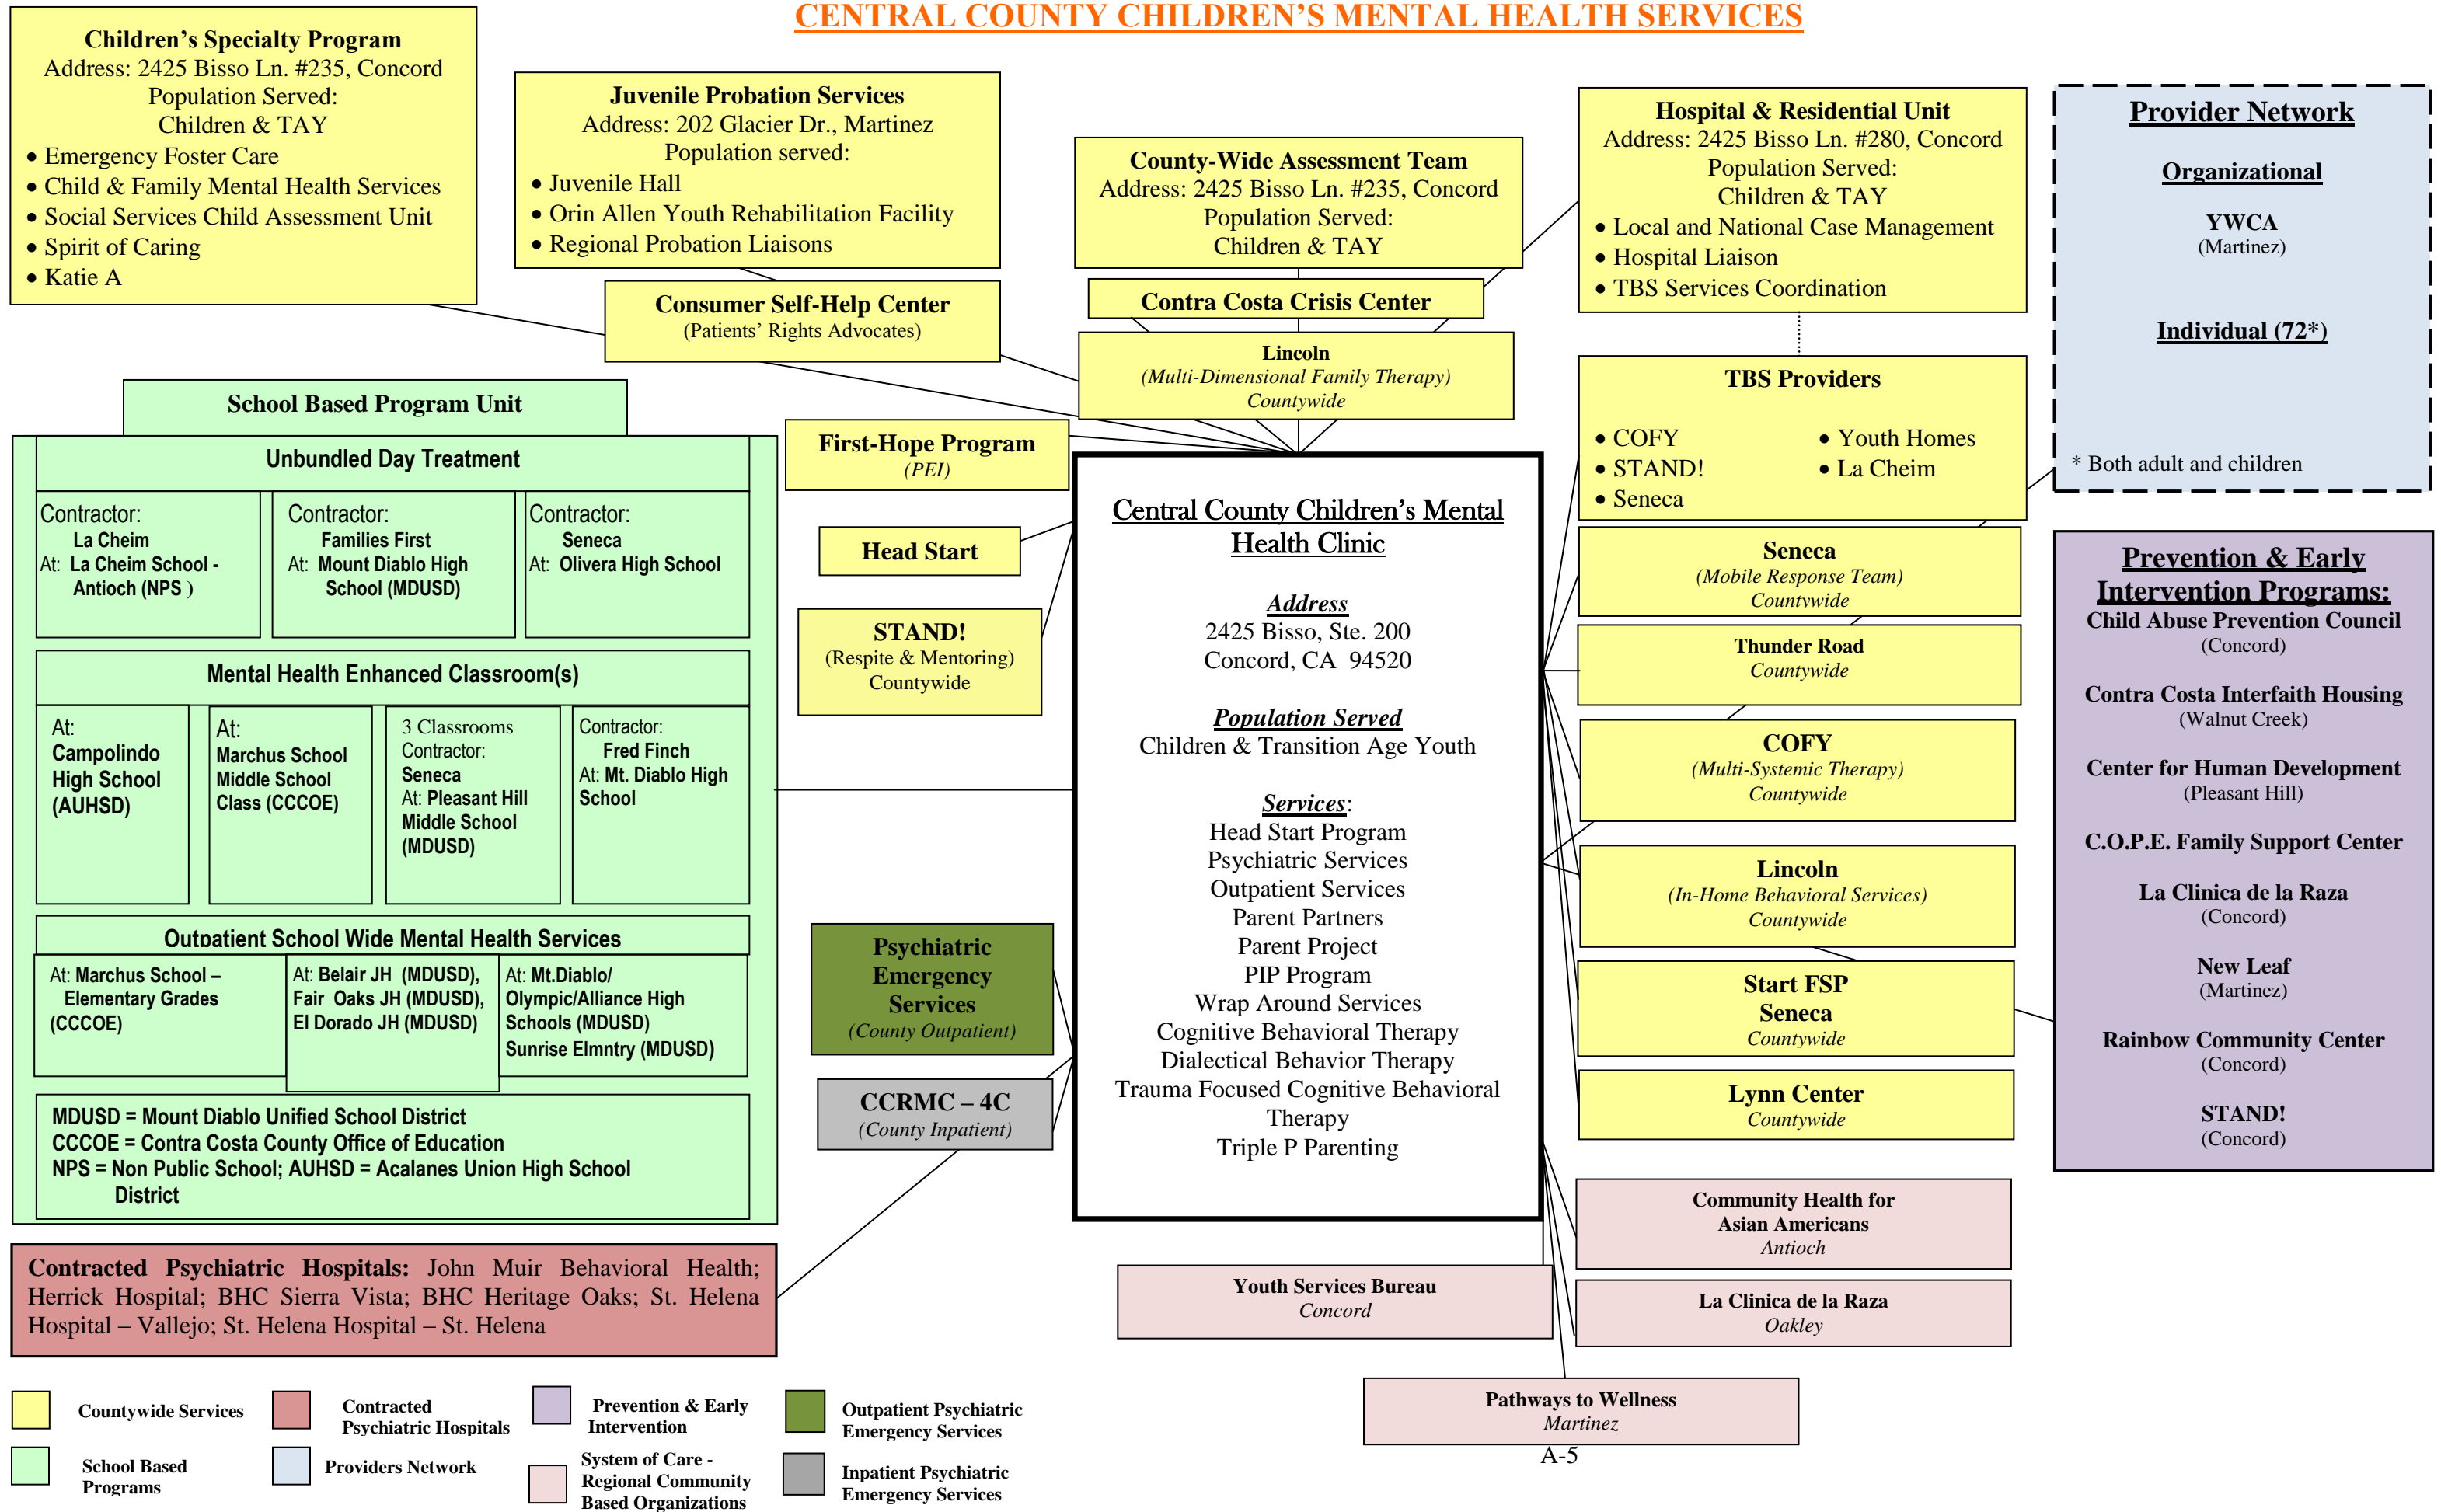 CENTRAL COUNTY CHILDREN'S MENTAL HEALTH SERVICES
Children's Specialty Program
Address: 2425 Bisso Ln. #235, Concord
Population Served:
Children & TAY
• Emergency Foster Care
• Child & Family Mental Health Services
• Social Services Child Assessment Unit
• Spirit of Caring
• Katie A
Juvenile Probation Services
Address: 202 Glacier Dr., Martinez
Population served:
• Juvenile Hall
• Orin Allen Youth Rehabilitation Facility
• Regional Probation Liaisons
County-Wide Assessment Team
Address: 2425 Bisso Ln. #235, Concord
Population Served:
Children & TAY
Hospital & Residential Unit
Address: 2425 Bisso Ln. #280, Concord
Population Served:
Children & TAY
• Local and National Case Management
• Hospital Liaison
• TBS Services Coordination
Provider Network
Organizational
YWCA
(Martinez)
Individual (72*)
* Both adult and children
Consumer Self-Help Center
(Patients' Rights Advocates)
Contra Costa Crisis Center
Lincoln
(Multi-Dimensional Family Therapy)
Countywide
TBS Providers
• COFY
• STAND!
• Seneca
• Youth Homes
• La Cheim
School Based Program Unit
Unbundled Day Treatment
Contractor:
La Cheim
At: La Cheim School -
Antioch (NPS )
Contractor:
Families First
At: Mount Diablo High
School (MDUSD)
Contractor:
Seneca
At: Olivera High School
Mental Health Enhanced Classroom(s)
At:
Campolindo
High School
(AUHSD)
At:
Marchus School
Middle School
Class (CCCOE)
3 Classrooms
Contractor:
Seneca
At: Pleasant Hill
Middle School
(MDUSD)
Contractor:
Fred Finch
At: Mt. Diablo High
School
Outpatient School Wide Mental Health Services
At: Marchus School –
Elementary Grades
(CCCOE)
At: Belair JH (MDUSD),
Fair Oaks JH (MDUSD),
El Dorado JH (MDUSD)
At: Mt.Diablo/
Olympic/Alliance High
Schools (MDUSD)
Sunrise Elmntry (MDUSD)
MDUSD = Mount Diablo Unified School District
CCCOE = Contra Costa County Office of Education
NPS = Non Public School; AUHSD = Acalanes Union High School
District
First-Hope Program
(PEI)
Head Start
STAND!
(Respite & Mentoring)
Countywide
Psychiatric
Emergency
Services
(County Outpatient)
CCRMC – 4C
(County Inpatient)
Central County Children's Mental
Health Clinic
Address
2425 Bisso, Ste. 200
Concord, CA 94520
Population Served
Children & Transition Age Youth
Services:
Head Start Program
Psychiatric Services
Outpatient Services
Parent Partners
Parent Project
PIP Program
Wrap Around Services
Cognitive Behavioral Therapy
Dialectical Behavior Therapy
Trauma Focused Cognitive Behavioral
Therapy
Triple P Parenting
Seneca
(Mobile Response Team)
Countywide
Thunder Road
Countywide
COFY
(Multi-Systemic Therapy)
Countywide
Lincoln
(In-Home Behavioral Services)
Countywide
Start FSP
Seneca
Countywide
Lynn Center
Countywide
Prevention & Early
Intervention Programs:
Child Abuse Prevention Council
(Concord)
Contra Costa Interfaith Housing
(Walnut Creek)
Center for Human Development
(Pleasant Hill)
C.O.P.E. Family Support Center
La Clinica de la Raza
(Concord)
New Leaf
(Martinez)
Rainbow Community Center
(Concord)
STAND!
(Concord)
Community Health for
Asian Americans
Antioch
La Clinica de la Raza
Oakley
Youth Services Bureau
Concord
Pathways to Wellness
Martinez
Contracted Psychiatric Hospitals: John Muir Behavioral Health;
Herrick Hospital; BHC Sierra Vista; BHC Heritage Oaks; St. Helena
Hospital – Vallejo; St. Helena Hospital – St. Helena
Countywide Services
Contracted
Psychiatric Hospitals
Prevention & Early
Intervention
Outpatient Psychiatric
Emergency Services
School Based
Programs
Providers Network
System of Care -
Regional Community
Based Organizations
Inpatient Psychiatric
Emergency Services
A-5